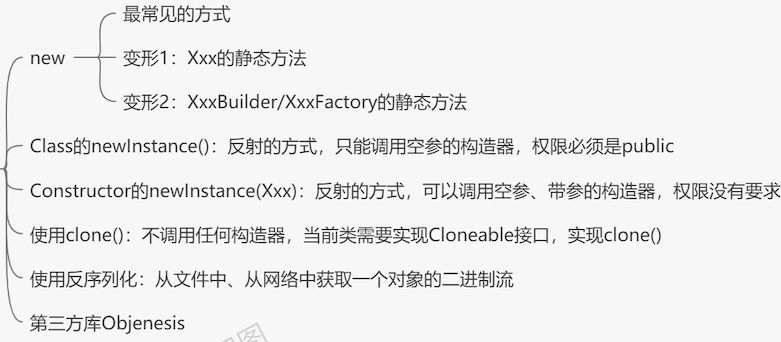 最常见的方式
new
变形1：Xxx的静态方法
变形2：XxxBuilder/XxxFactory的静态方法
Class的newInstance()：反射的方式，只能调用空参的构造器，权限必须是public
Constructor的newInstance(Xxx)：反射的方式，可以调用空参、带参的构造器，权限没有要求
使用clone()：不调用任何构造器，当前类需要实现Cloneable接口，实现clone()
使用反序列化：从文件中、从网络中获取一个对象的二进制流
第三方库Objenesis